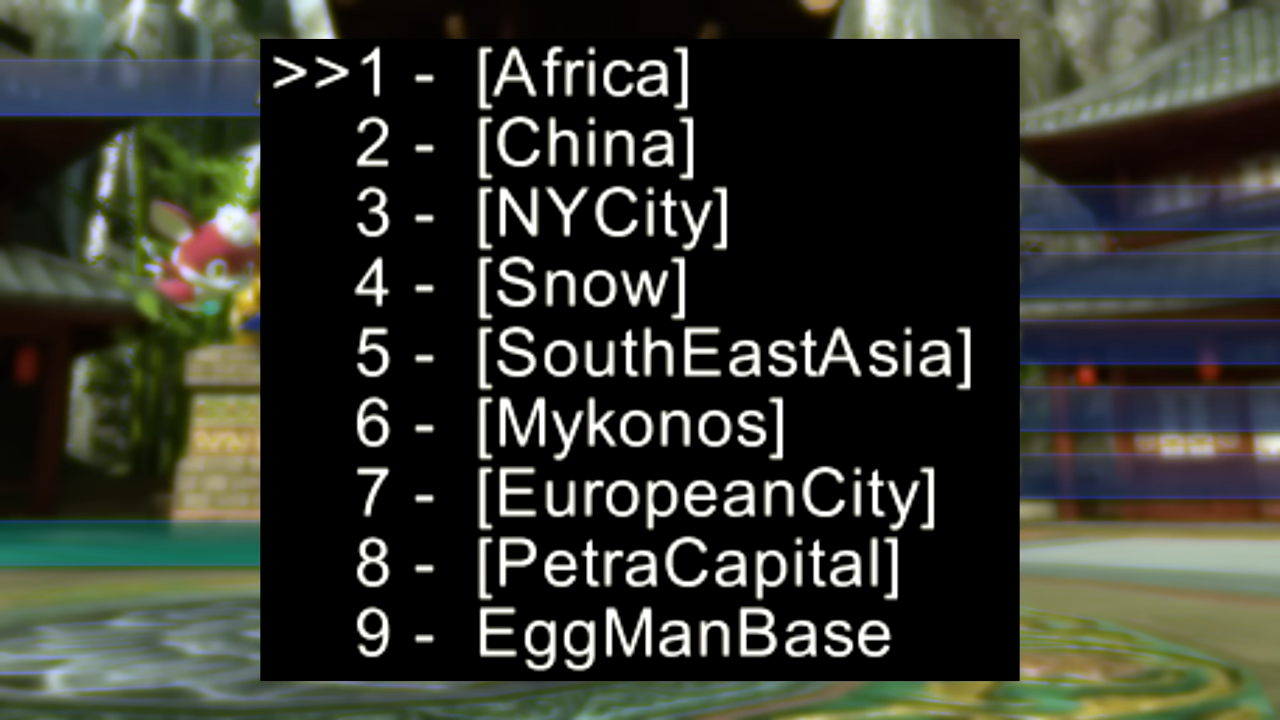 >>1 - [Africa]
2 - [China]
3 - [NYCity]
4 - [Snow]
5 - [SouthEastAsia]
6 - [Mykonos]
7 - [EuropeanCity]
8 - [PetraCapital]
9 - EggManBase